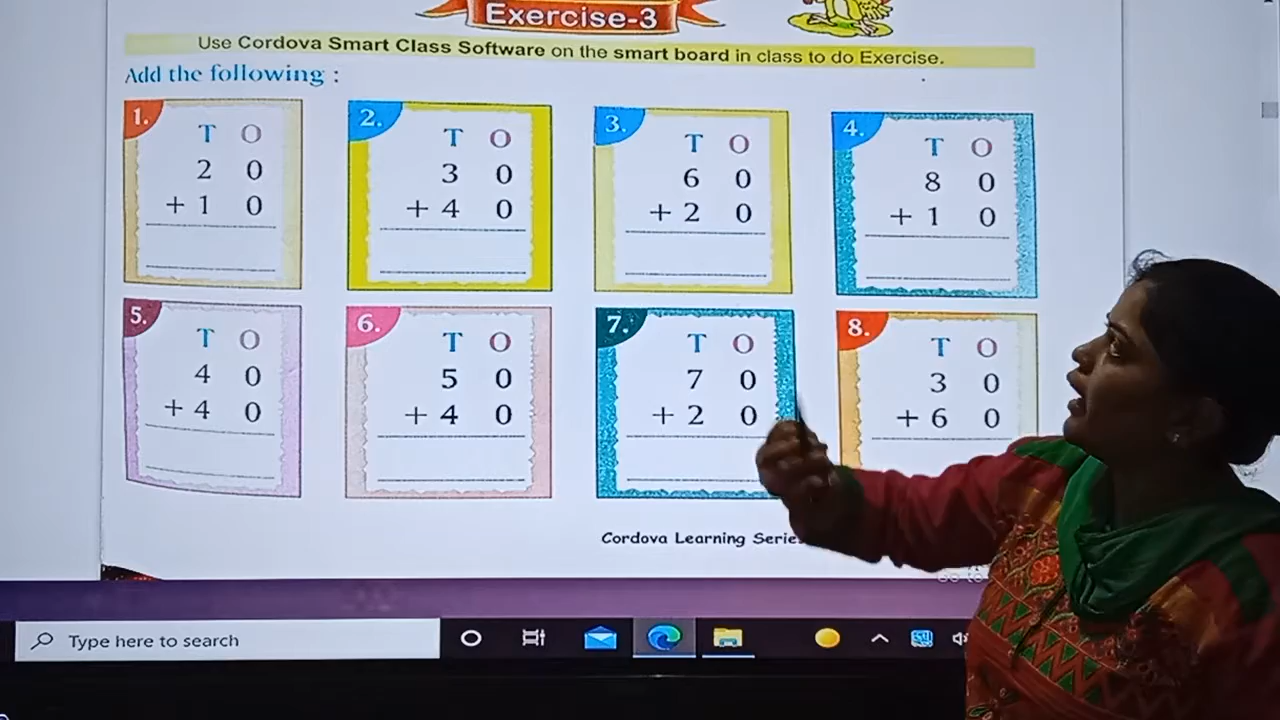 Exercise-3
Use Cordova Smart Class Software on the smart board in class to do Exercise.
Add the following :
1.
T O
2 0
+ 1 0
2.
T O
3 0
+ 4 0
3.
T O
6 0
+ 2 0
4.
T O
8 0
+ 1 0
5.
T O
4 0
+ 4 0
6.
T O
5 0
+ 4 0
7.
T O
7 0
+ 2 0
8.
T O
3 0
+ 6 0
Cordova Learning Serie
Go to
Type here to search